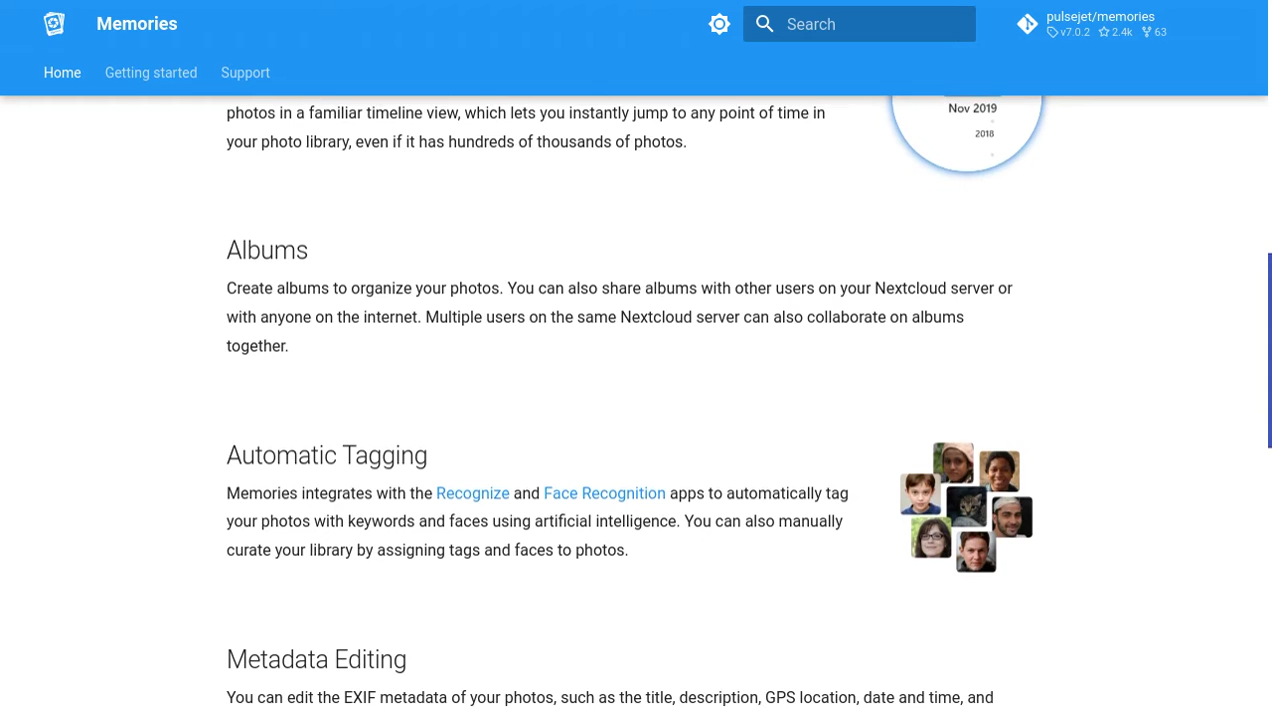 Memories
Search
pulsejet/memories
v7.0.2 2.4k 63
Home Getting started Support
photos in a familiar timeline view, which lets you instantly jump to any point of time in
your photo library, even if it has hundreds of thousands of photos.
Nov 2019
2018
Albums
Create albums to organize your photos. You can also share albums with other users on your Nextcloud server or
with anyone on the internet. Multiple users on the same Nextcloud server can also collaborate on albums
together.
Automatic Tagging
Memories integrates with the Recognize and Face Recognition apps to automatically tag
your photos with keywords and faces using artificial intelligence. You can also manually
curate your library by assigning tags and faces to photos.
Metadata Editing
You can edit the EXIF metadata of your photos, such as the title, description, GPS location, date and time, and